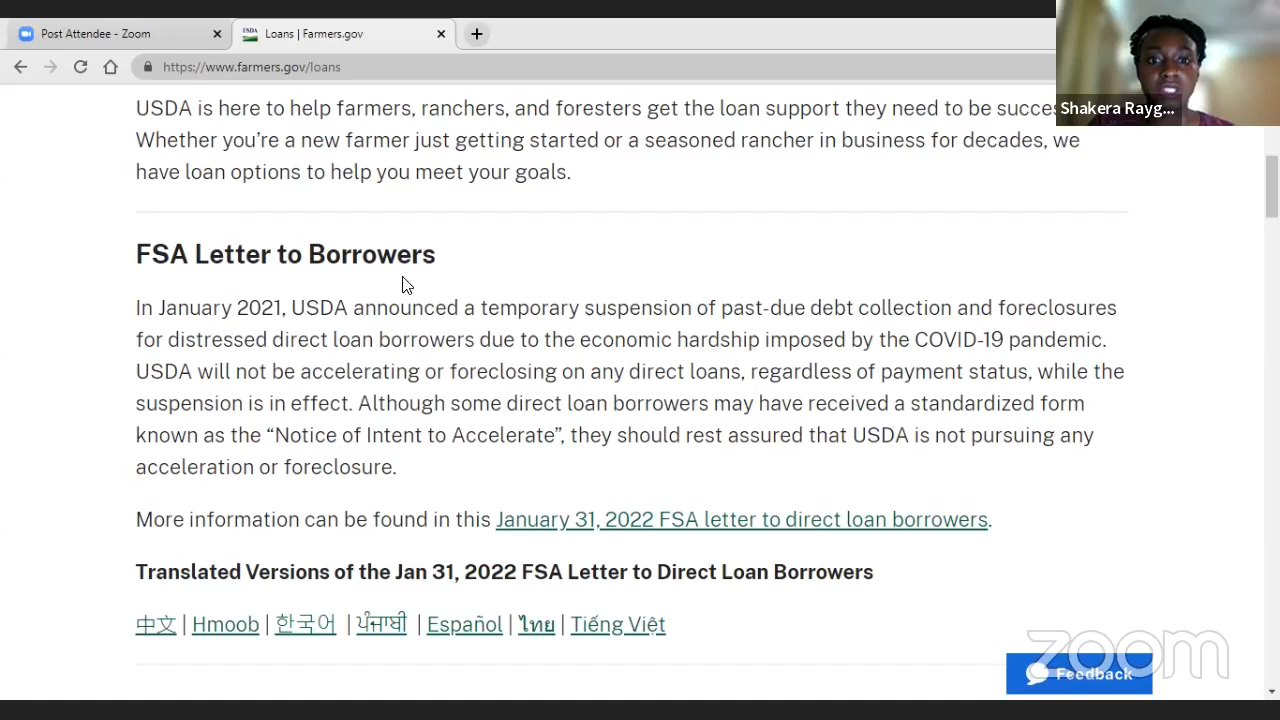 Post Attendee - Zoom
USDA
Loans | Farmers.gov
https://www.farmers.gov/loans
Shakera Rayg...
USDA is here to help farmers, ranchers, and foresters get the loan support they need to be
Whether you’re a new farmer just getting started or a seasoned rancher in business for decades, we
have loan options to help you meet your goals.
FSA Letter to Borrowers
In January 2021, USDA announced a temporary suspension of past-due debt collection and foreclosures
for distressed direct loan borrowers due to the economic hardship imposed by the COVID-19 pandemic.
USDA will not be accelerating or foreclosing on any direct loans, regardless of payment status, while the
suspension is in effect. Although some direct loan borrowers may have received a standardized form
known as the “Notice of Intent to Accelerate”, they should rest assured that USDA is not pursuing any
acceleration or foreclosure.
More information can be found in this January 31, 2022 FSA letter to direct loan borrowers.
Translated Versions of the Jan 31, 2022 FSA Letter to Direct Loan Borrowers
中文 | Hmoob | 한국어 | ਪੰਜਾਬੀ | Español | ไทย | Tiếng Việt
zoom
Feedback